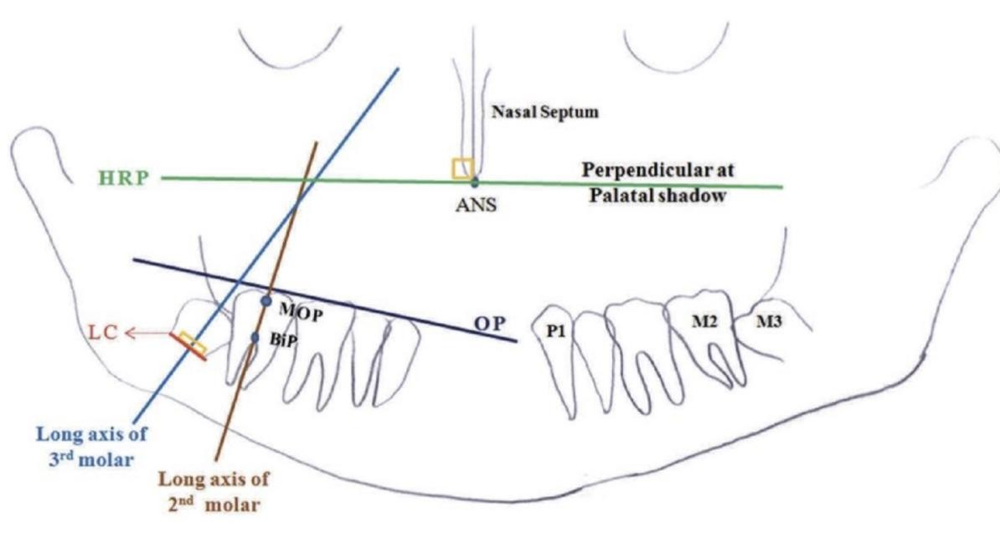 Nasal Septum
HRP
Perpendicular at
Palatal shadow
ANS
MOP
LC
OP
BiP
P1
M2
M3
Long axis of
3rd molar
Long axis of
2nd molar